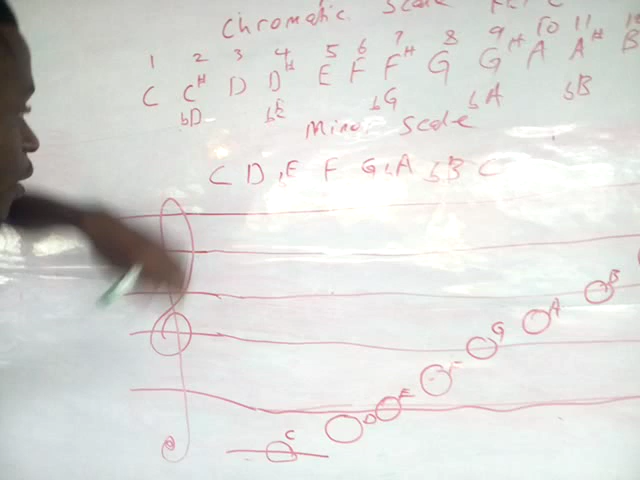 Chromatic Scale
1 2 3 4 5 6 7 8 9 10 11
C C# D D# E F F# G G# A A# B
bD bE bG bA bB
Minor Scale
C D bE F G bA bB C
B
A
G
F
E
D
C